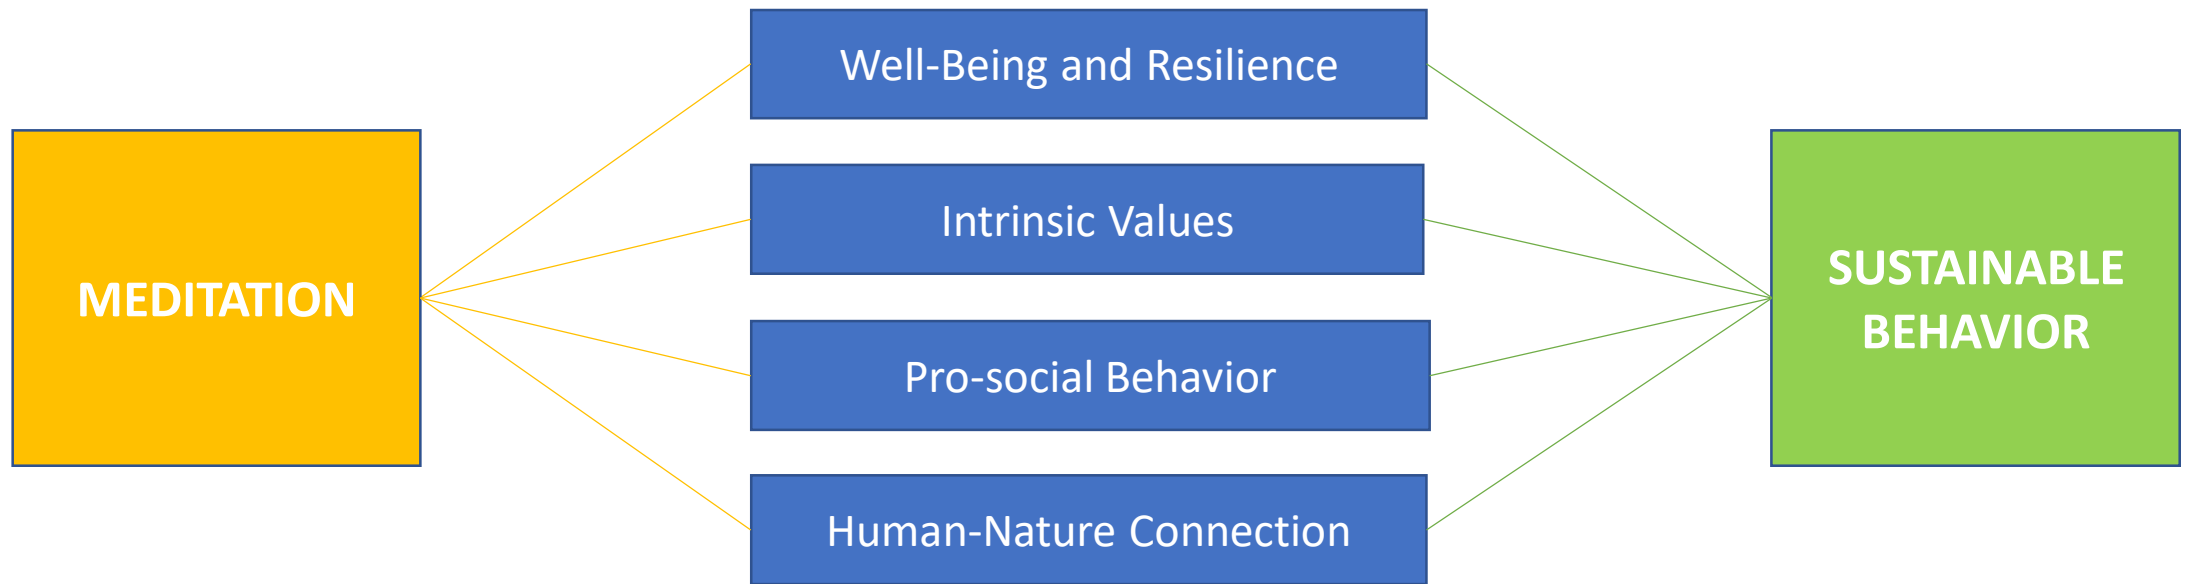 MEDITATION
Well-Being and Resilience
Intrinsic Values
Pro-social Behavior
Human-Nature Connection
SUSTAINABLE
BEHAVIOR